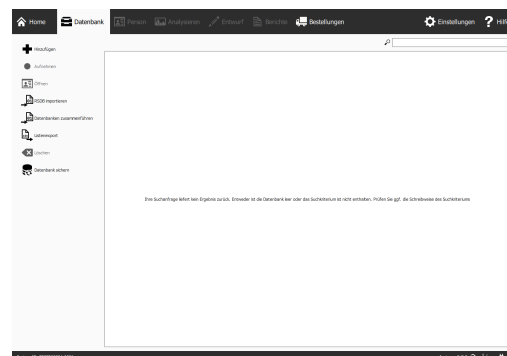 Home Datenbank Person Analysieren Entwurf Berichte Bestellungen Einstellungen ? Hilfe
Hinzufügen
Aufnehmen
Öffnen
RSDB importieren
Datenbanken zusammenführen
Listenexport
Löschen
Datenbank sichern
Ihre Suchanfrage liefert kein Ergebnis zurück. Entweder ist die Datenbank leer oder das Suchkriterium ist nicht enthalten. Prüfen Sie ggf. die Schreibweise des Suchkriteriums